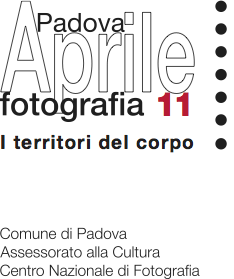 Padova
Aprile
fotografia 11
I territori del corpo
Comune di Padova
Assessorato alla Cultura
Centro Nazionale di Fotografia